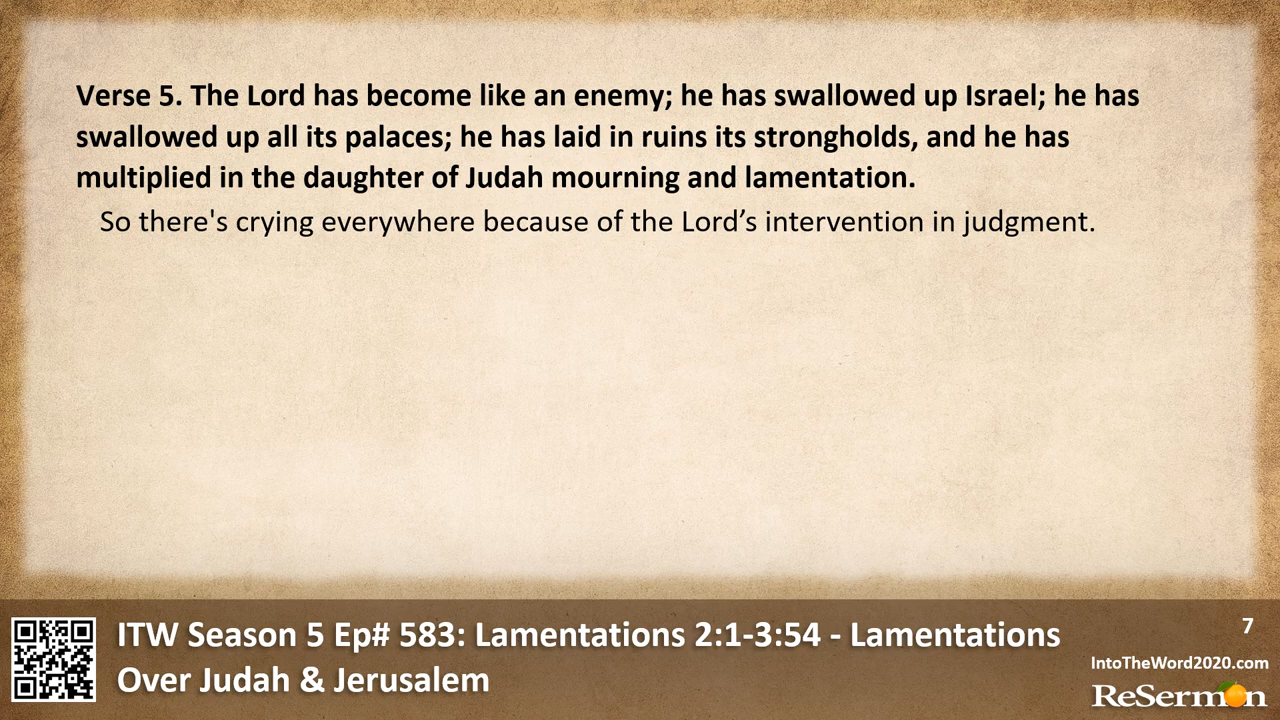 Verse 5. The Lord has become like an enemy; he has swallowed up Israel; he has
swallowed up all its palaces; he has laid in ruins its strongholds, and he has
multiplied in the daughter of Judah mourning and lamentation.
So there's crying everywhere because of the Lord’s intervention in judgment.
ITW Season 5 Ep# 583: Lamentations 2:1-3:54 - Lamentations
Over Judah & Jerusalem
7
IntoTheWord2020.com
ReSermon